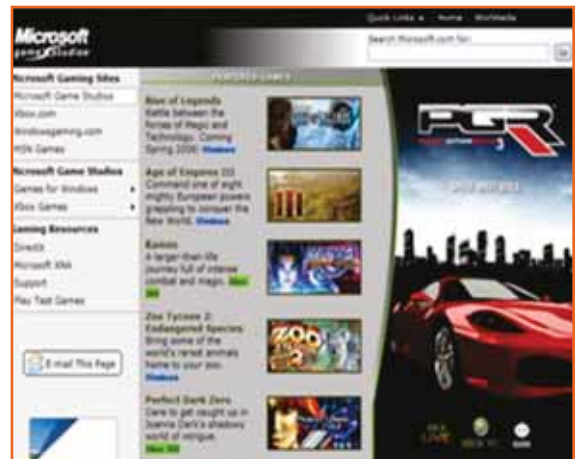 Quick Links Home Worldwide
Microsoft
game studios
Search Microsoft.com for:
Go
Microsoft Gaming Sites
Microsoft Game Studios
Xbox.com
Windowsgaming.com
MSN Games
Microsoft Game Studios
Games for Windows
Xbox Games
Gaming Resources
DirectX
Microsoft XNA
Support
Play Test Games
E-mail This Page
FEATURED GAMES
Rise of Legends
Battle between the
forces of Magic and
Technology. Coming
Spring 2006! Windows
Age of Empires III
Command one of eight
mighty European powers
grappling to conquer the
New World. Windows
III
Kameo
A larger-than-life
journey full of intense
combat and magic. Xbox
360
Zoo Tycoon 2:
Endangered Species
Bring some of the
world's rarest animals
home to your zoo.
Windows
ZOO
2
Perfect Dark Zero
Dare to get caught up in
Joanna Dark's shadowy
world of intrigue.
Xbox 360
PGR
3
LIVE